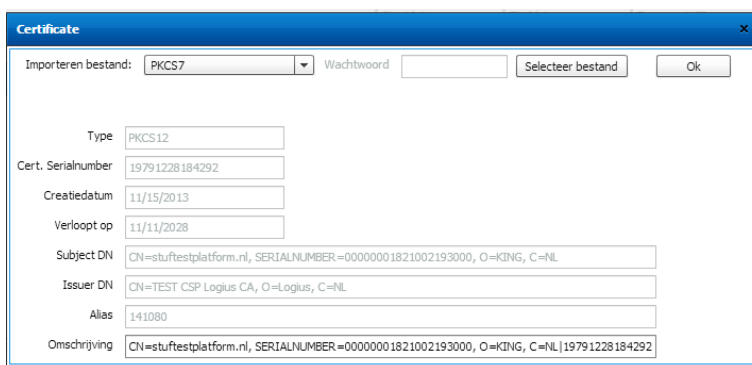 Certificate
Importeren bestand: PKCS7 Wachtwoord Selecteer bestand Ok
Type PKCS12
Cert. Serialnumber 19791228184292
Creatiedatum 11/15/2013
Verloopt op 11/11/2028
Subject DN CN=stuftestplatform.nl, SERIALNUMBER=00000001821002193000, O=KING, C=NL
Issuer DN CN=TEST CSP Logius CA, O=Logius, C=NL
Alias 141080
Omschrijving CN=stuftestplatform.nl, SERIALNUMBER=00000001821002193000, O=KING, C=NL|19791228184292